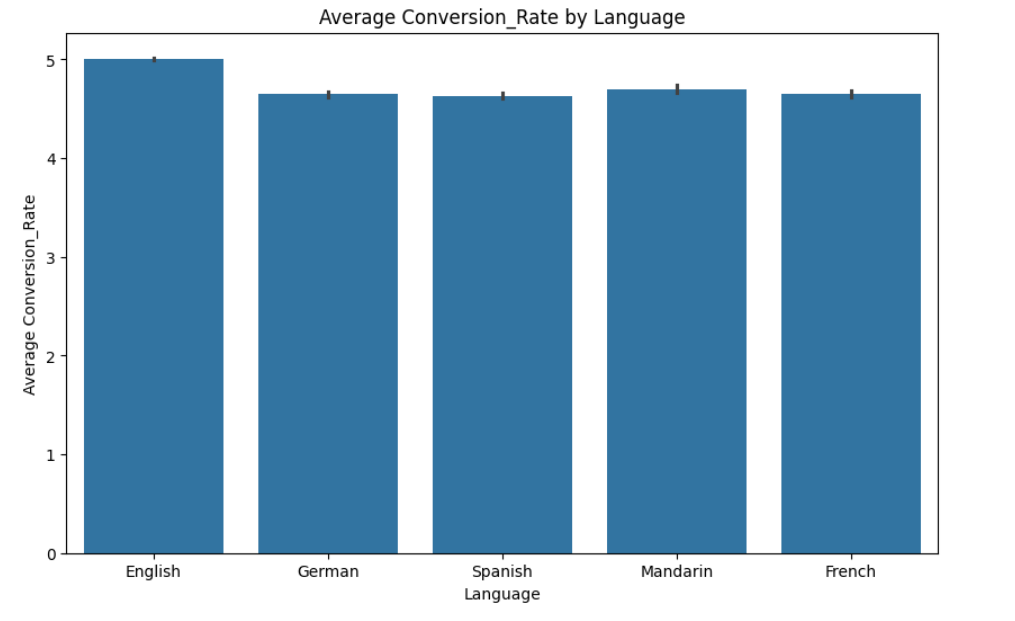 Average Conversion_Rate by Language
Average Conversion_Rate
5
4
3
2
1
0
English German Spanish Mandarin French
Language